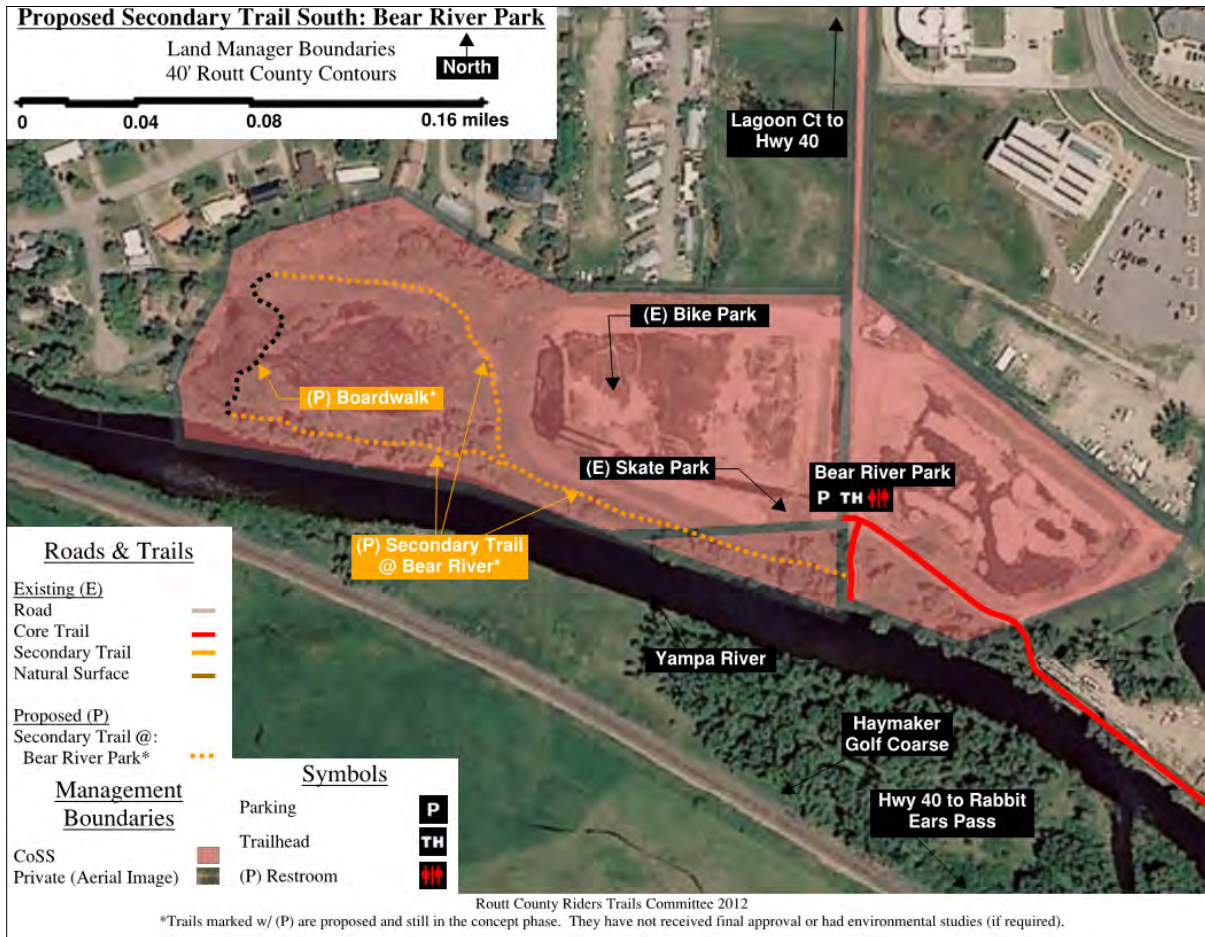 Proposed Secondary Trail South: Bear River Park
Land Manager Boundaries
40' Routt County Contours
North
0 0.04 0.08 0.16 miles
Lagoon Ct to
Hwy 40
(E) Bike Park
(P) Boardwalk*
(E) Skate Park
Bear River Park
P TH
(P) Secondary Trail
@ Bear River*
Yampa River
Haymaker
Golf Coarse
Hwy 40 to Rabbit
Ears Pass
Roads & Trails
Existing (E)
Road
Core Trail
Secondary Trail
Natural Surface
Proposed (P)
Secondary Trail @:
Bear River Park*
Management
Boundaries
CoSS
Private (Aerial Image)
Symbols
Parking P
Trailhead TH
(P) Restroom
Routt County Riders Trails Committee 2012
*Trails marked w/ (P) are proposed and still in the concept phase. They have not received final approval or had environmental studies (if required).